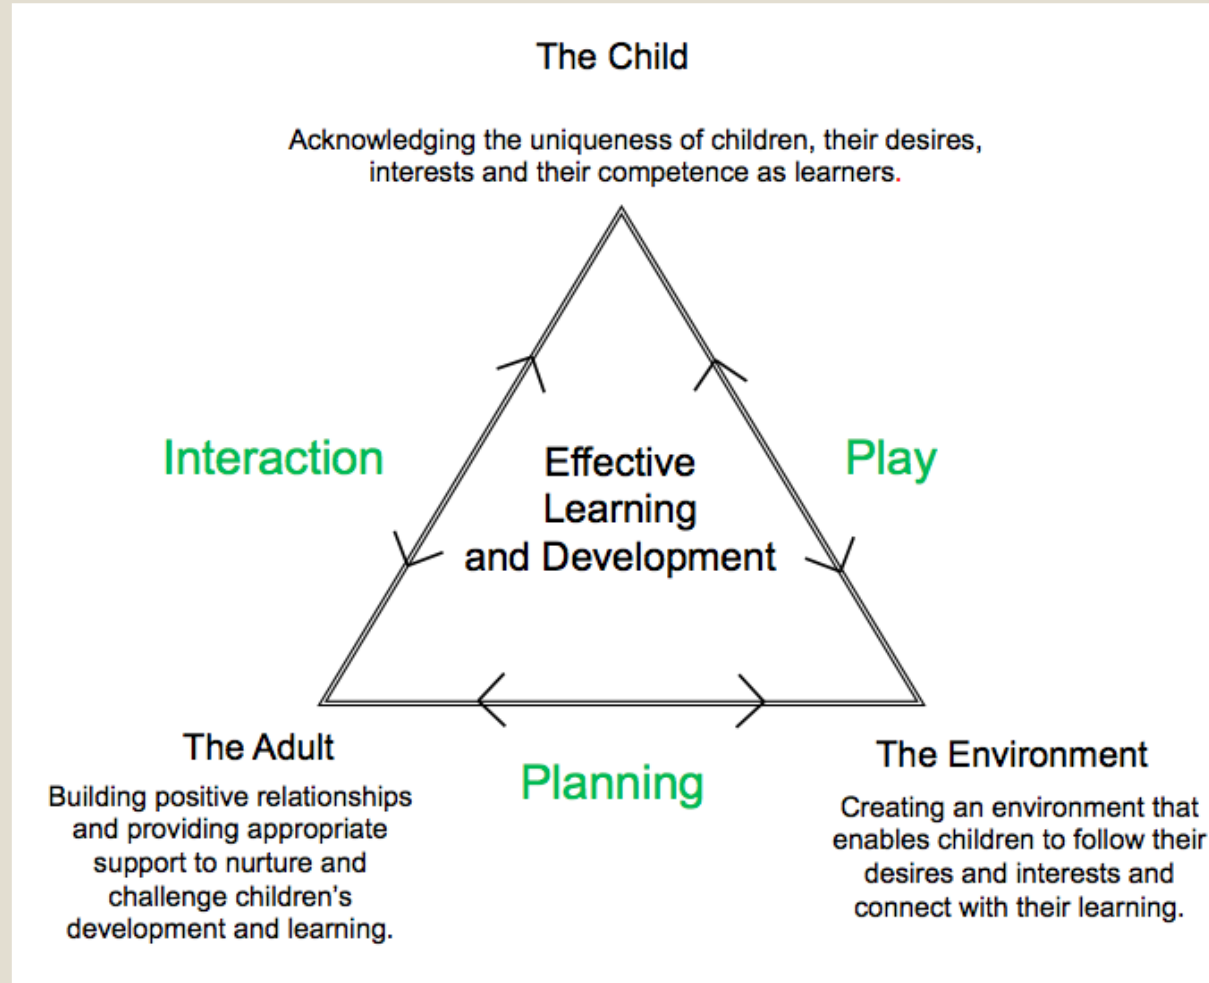 The Child
Acknowledging the uniqueness of children, their desires,
interests and their competence as learners.
Interaction
Effective
Learning
and Development
Play
The Adult
Building positive relationships
and providing appropriate
support to nurture and
challenge children’s
development and learning.
Planning
The Environment
Creating an environment that
enables children to follow their
desires and interests and
connect with their learning.